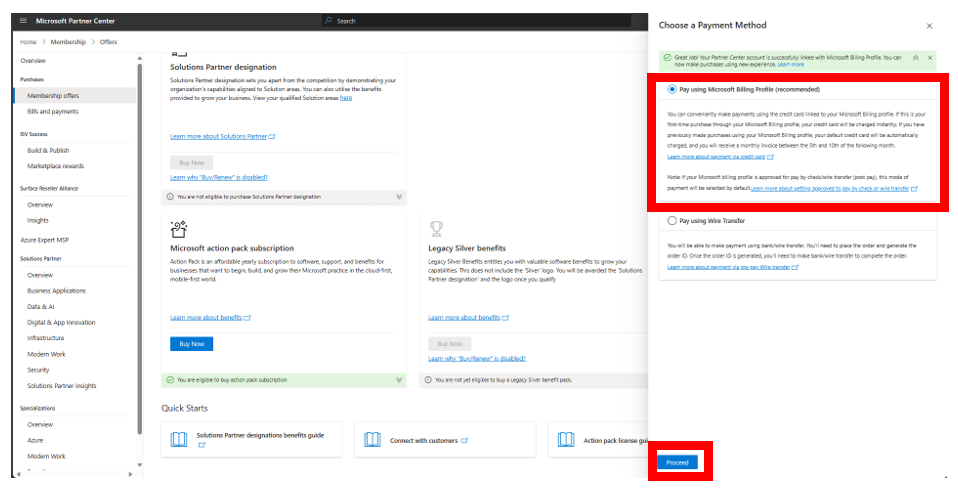 Microsoft Partner Center
Search
Home > Membership > Offers
Overview
Purchases
Membership offers
Bills and payments
ISV Success
Build & Publish
Marketplace rewards
Surface Reseller Alliance
Overview
Insights
Azure Expert MSP
Solutions Partner
Overview
Business Applications
Data & AI
Digital & App Innovation
Infrastructure
Modern Work
Security
Solutions Partner insights
Specializations
Overview
Azure
Modern Work
Solutions Partner designation
Solutions Partner designation sets you apart from the competition by demonstrating your
organization's capabilities aligned to Solution areas. You can also utilise the benefits
provided to grow your business. View your qualified Solution areas here
Learn more about Solutions Partner
Buy Now
Learn why "Buy/Renew" is disabled?
You are not eligible to purchase Solutions Partner designation
Microsoft action pack subscription
Action Pack is an affordable yearly subscription to software, support, and benefits for
businesses that want to begin, build, and grow their Microsoft practice in the cloud-first,
mobile-first world.
Learn more about benefits
Buy Now
You are eligible to buy action pack subscription
Legacy Silver benefits
Legacy Silver Benefits entitles you with valuable software benefits to grow your
capabilities. This does not include the 'Silver' logo. You will be awarded the 'Solutions
Partner designation' and the logo once you qualify
Learn more about benefits
Buy Now
Learn why "Buy/Renew" is disabled?
You are not yet eligible to buy a Legacy Silver benefit pack.
Quick Starts
Solutions Partner designations benefits guide
Connect with customers
Action pack license gui
Choose a Payment Method
Great Job! Your Partner Center account is successfully linked with Microsoft Billing Profile. You can
now make purchases using new experience. Learn more
Pay using Microsoft Billing Profile (recommended)
You can conveniently make payments using the credit card linked to your Microsoft Billing profile. If this is your
first-time purchase through your Microsoft Billing profile, your credit card will be charged instantly. If you have
previously made purchases using your Microsoft Billing profile, your default credit card will be automatically
charged, and you will receive a monthly invoice between the 5th and 10th of the following month.
Learn more about payment via credit card
Note: If your Microsoft billing profile is approved for pay by check/wire transfer (post pay), this mode of
payment will be selected by default.Learn more about getting approved to pay by check or wire transfer
Pay using Wire Transfer
You will be able to make payment using bank/wire transfer. You'll need to place the order and generate the
order ID. Once the order ID is generated, you'll need to make bank/wire transfer to complete the order.
Learn more about payment via pre-pay Wire transfer
Proceed